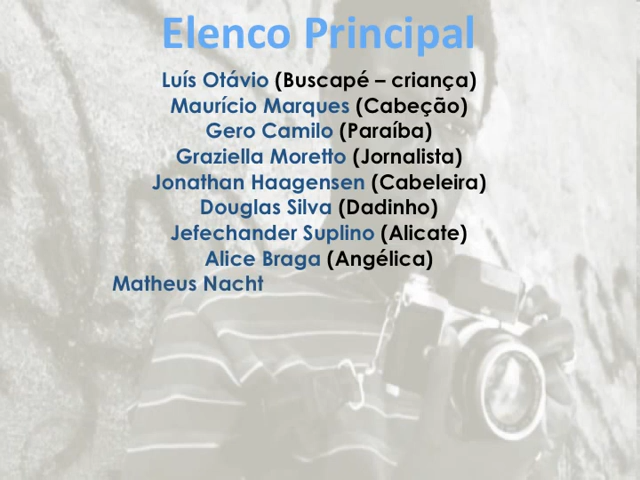 Elenco Principal
Luís Otávio (Buscapé – criança)
Maurício Marques (Cabeção)
Gero Camilo (Paraíba)
Graziella Moretto (Jornalista)
Jonathan Haagensen (Cabeleira)
Douglas Silva (Dadinho)
Jefechander Suplino (Alicate)
Alice Braga (Angélica)
Matheus Nacht